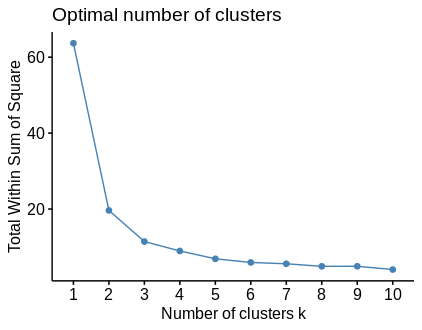 Optimal number of clusters
Total Within Sum of Square
60
40
20
1 2 3 4 5 6 7 8 9 10
Number of clusters k